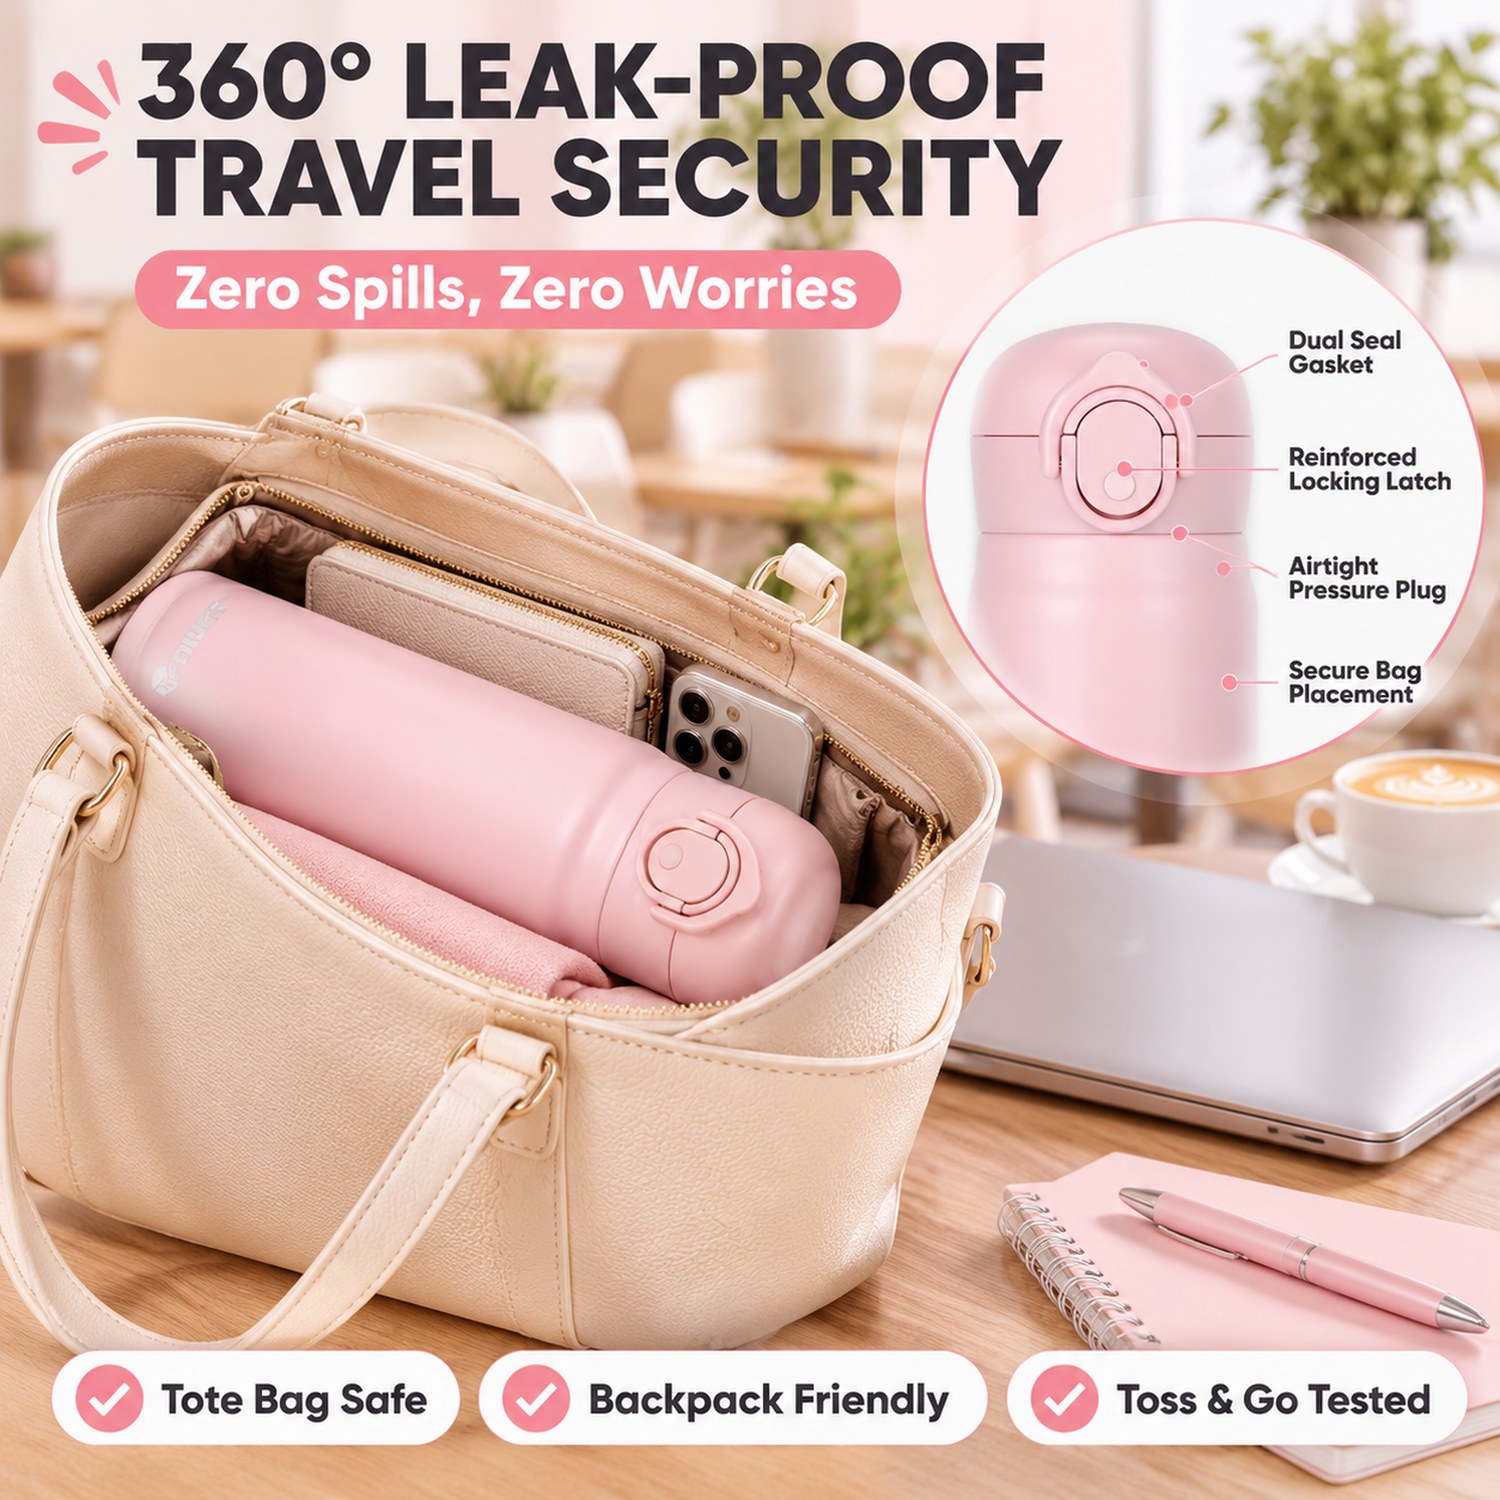 360° LEAK-PROOF
TRAVEL SECURITY
Zero Spills, Zero Worries
Dual Seal
Gasket
Reinforced
Locking Latch
Airtight
Pressure Plug
Secure Bag
Placement
Tote Bag Safe
Backpack Friendly
Toss & Go Tested